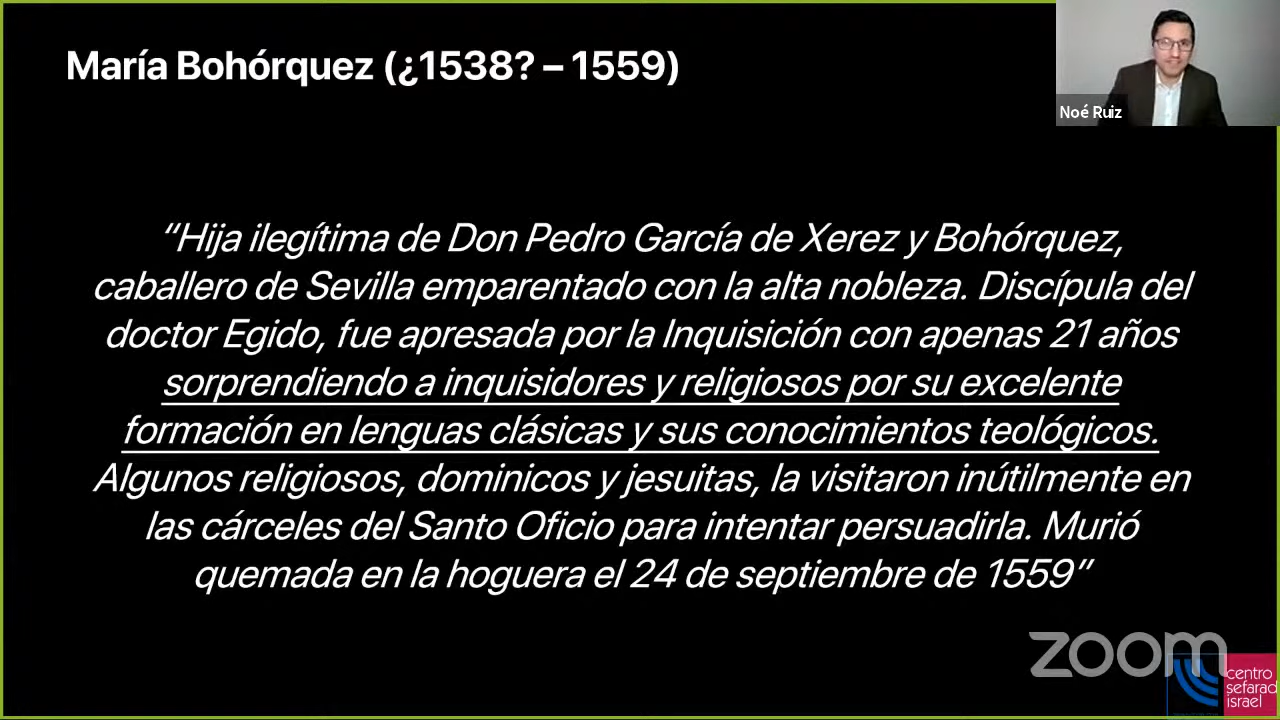 María Bohórquez (¿1538? – 1559)
Noé Ruiz
“Hija ilegítima de Don Pedro García de Xerez y Bohórquez,
caballero de Sevilla emparentado con la alta nobleza. Discípula del
doctor Egido, fue apresada por la Inquisición con apenas 21 años
sorprendiendo a inquisidores y religiosos por su excelente
formación en lenguas clásicas y sus conocimientos teológicos.
Algunos religiosos, dominicos y jesuitas, la visitaron inútilmente en
las cárceles del Santo Oficio para intentar persuadirla. Murió
quemada en la hoguera el 24 de septiembre de 1559”
zoom
centro
sefarad
israel